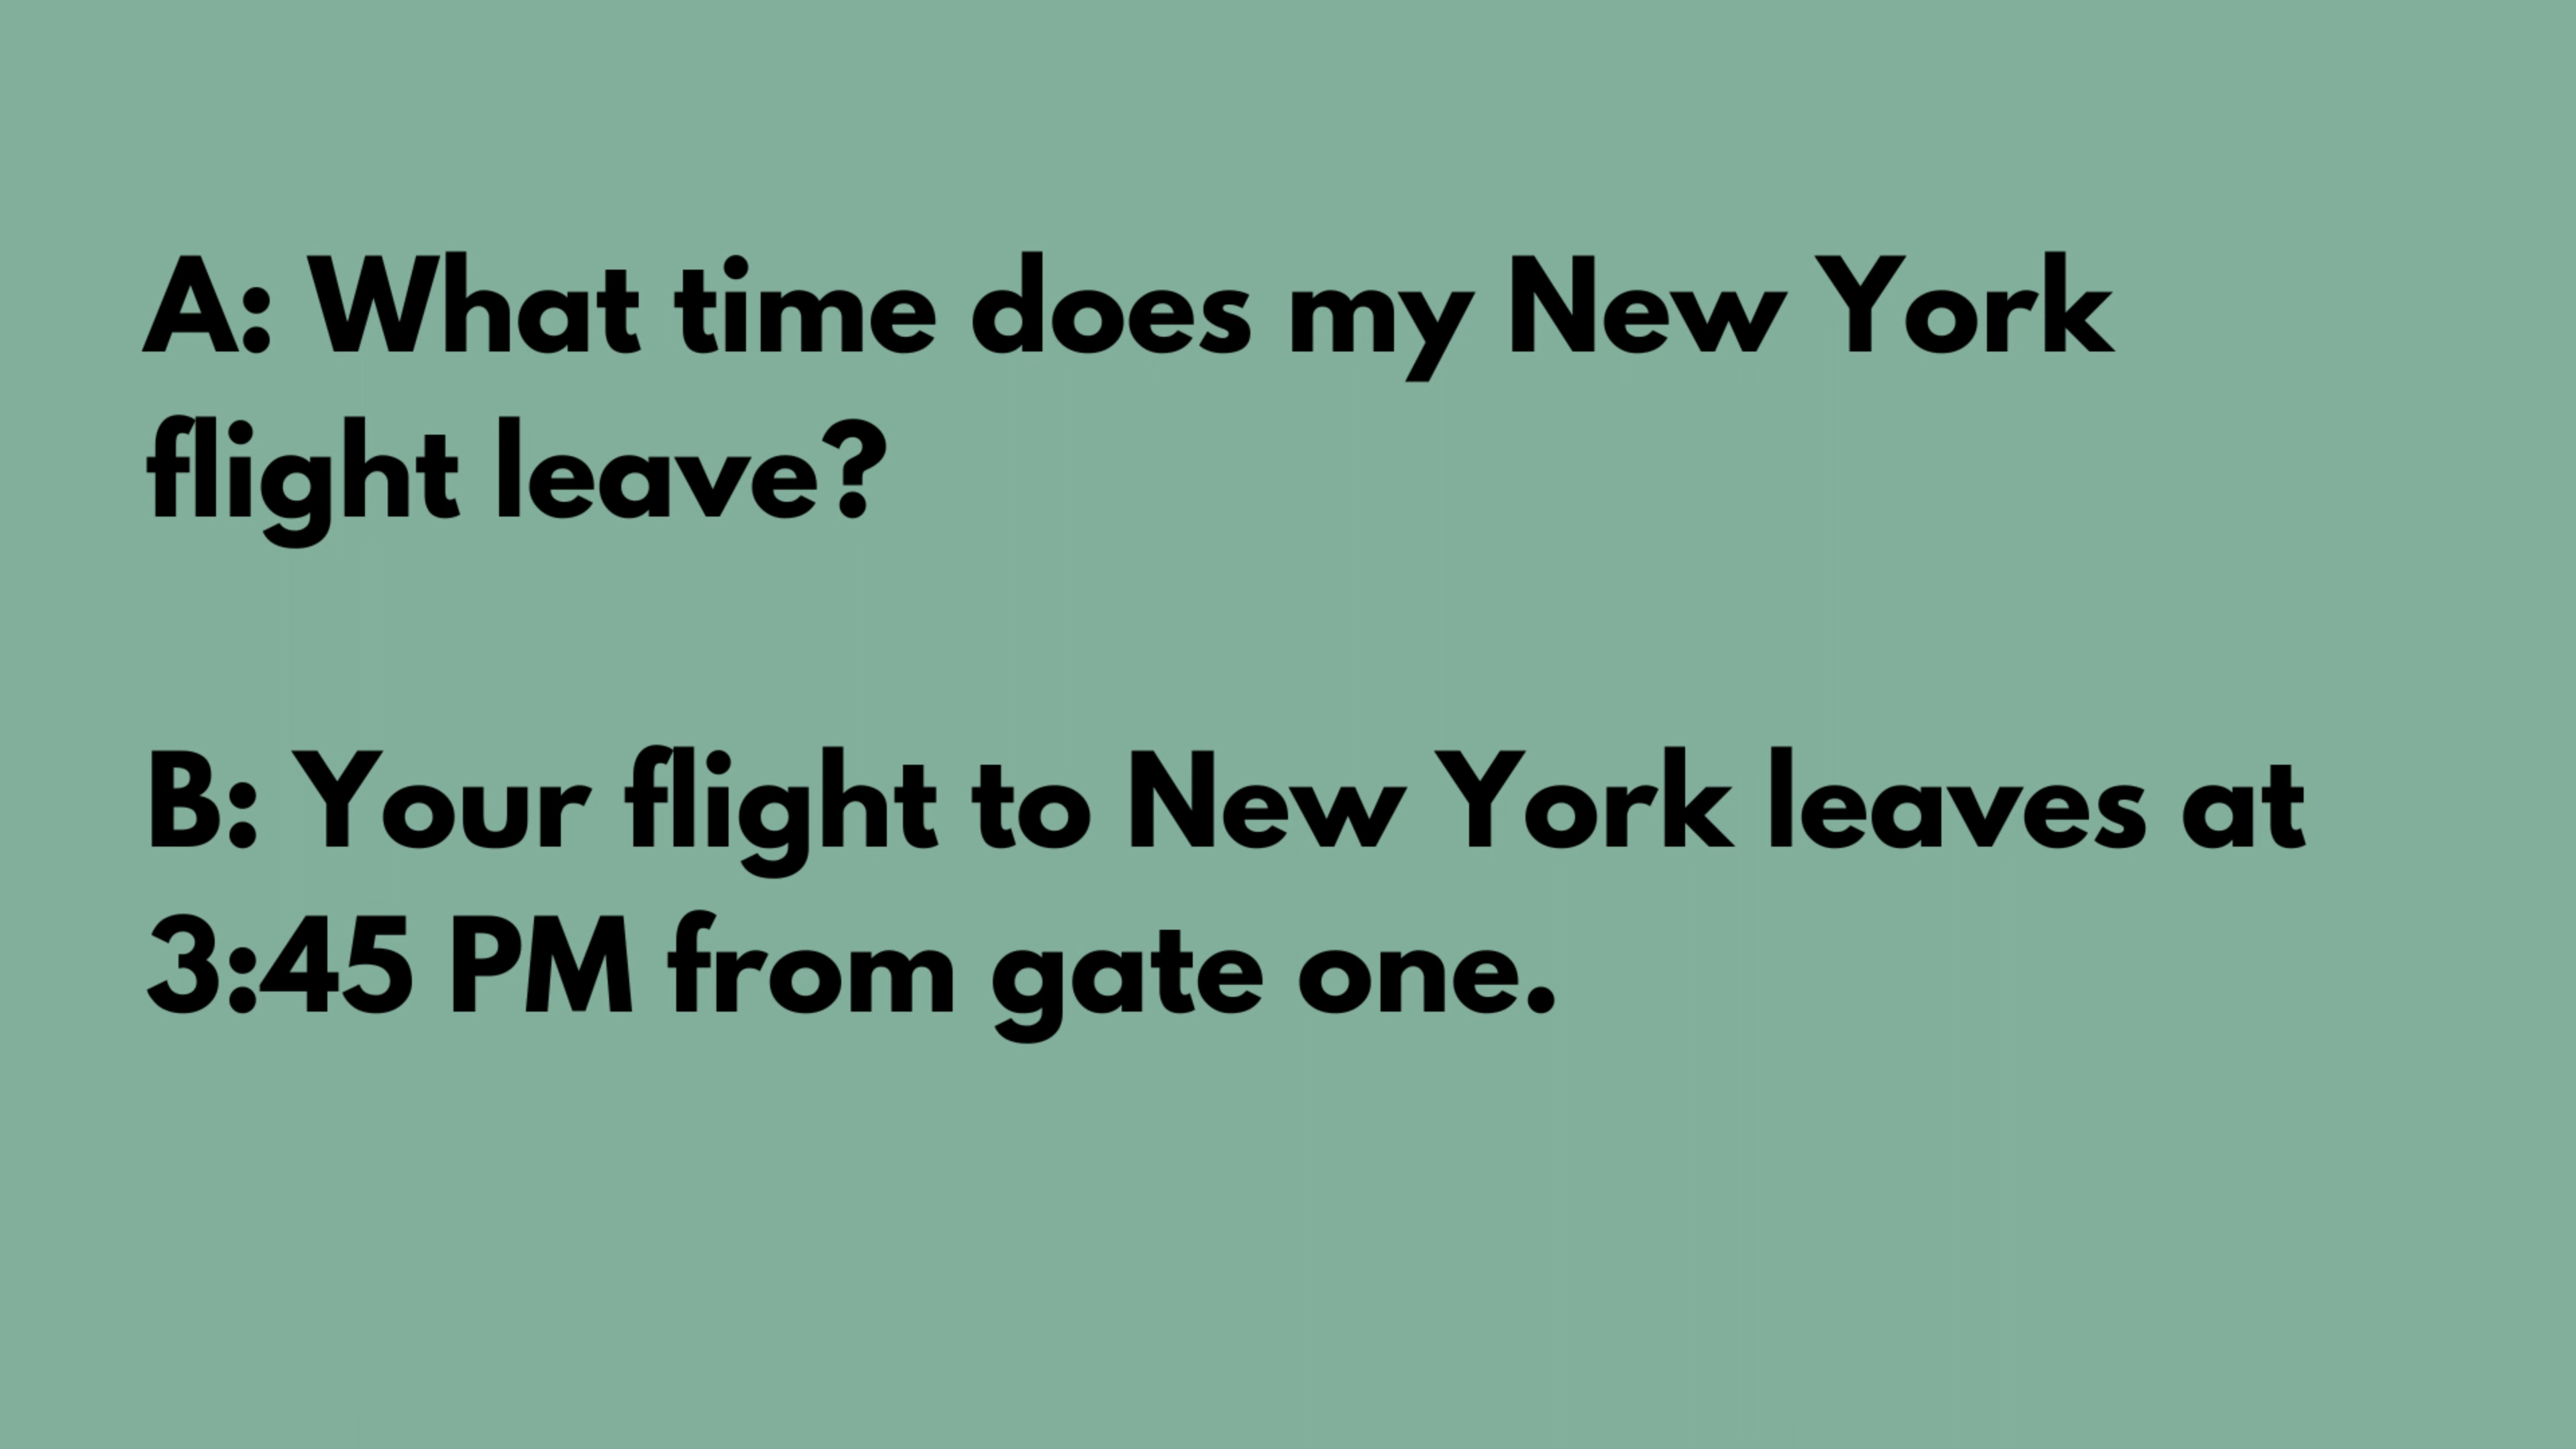 A: What time does my New York
flight leave?
B: Your flight to New York leaves at
3:45 PM from gate one.